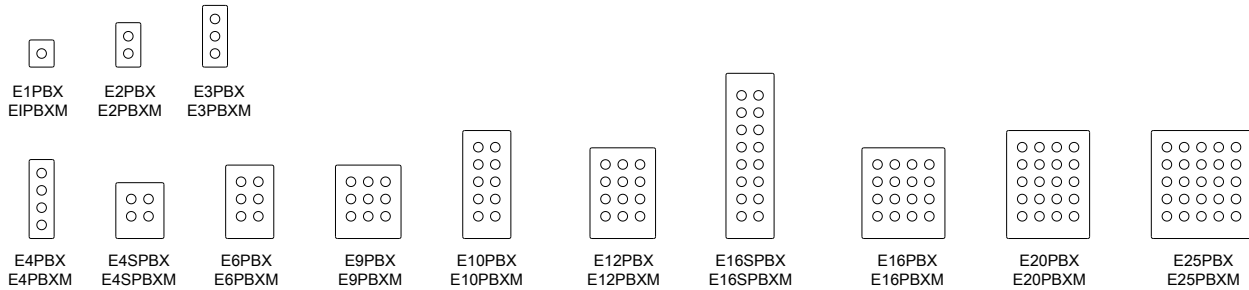 E1PBX
EIPBXM
E2PBX
E2PBXM
E3PBX
E3PBXM
E4PBX
E4PBXM
E4SPBX
E4SPBXM
E6PBX
E6PBXM
E9PBX
E9PBXM
E10PBX
E10PBXM
E12PBX
E12PBXM
E16SPBX
E16SPBXM
E16PBX
E16PBXM
E20PBX
E20PBXM
E25PBX
E25PBXM